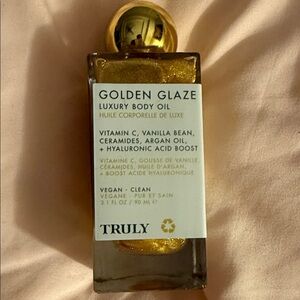 GOLDEN GLAZE
LUXURY BODY OIL
HUILE CORPORELLE DE LUXE
VITAMIN C, VANILLA BEAN,
CERAMIDES, ARGAN OIL,
+ HYALURONIC ACID BOOST
VITAMINE C, GOUSSE DE VANILLE,
CÉRAMIDES, HUILE D'ARGAN,
+ BOOST ACIDE HYALURONIQUE
VEGAN · CLEAN
VEGANE · PUR ET SAIN
3.1 FL OZ / 90 ML ℮
TRULY